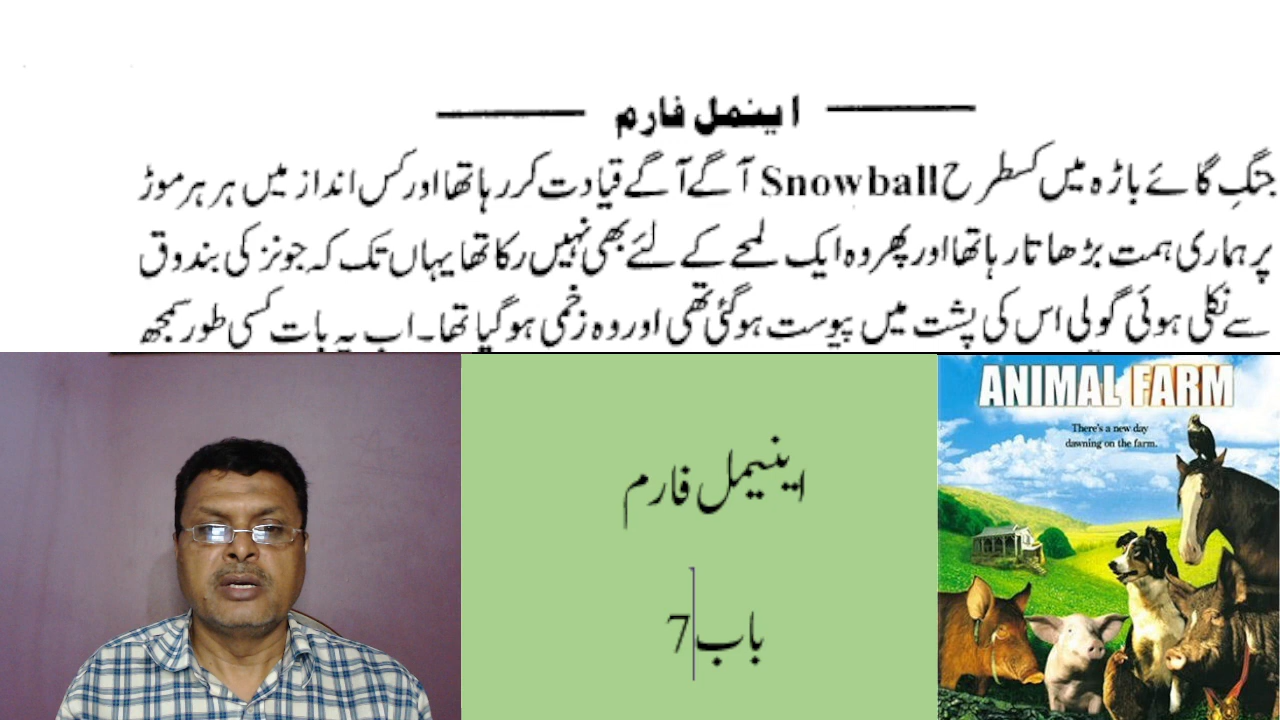 اینمل فارم
جنگِ گائے باڑہ میں کسطرح Snowball آگے آگے قیادت کررہا تھا اور کس انداز میں ہر ہر موڑ
پر ہماری ہمت بڑھاتا رہا تھا اور پھر وہ ایک لمحے کے لئے بھی نہیں رکا تھا یہاں تک کہ جونز کی بندوق
سے نکلی ہوئی گولی اس کی پشت میں پیوست ہوگئی تھی اور وہ زخمی ہوگیا تھا۔ اب یہ بات کسی طور سمجھ
اینیمل فارم
باب 7
ANIMAL FARM
There's a new day
dawning on the farm.